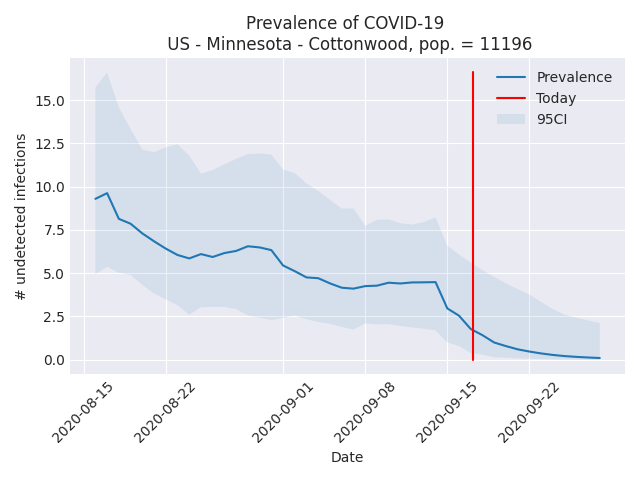 Prevalence of COVID-19
US - Minnesota - Cottonwood, pop. = 11196
Prevalence
Today
95CI
# undetected infections
15.0
12.5
10.0
7.5
5.0
2.5
0.0
2020-08-15
2020-08-22
2020-09-01
2020-09-08
2020-09-15
2020-09-22
Date